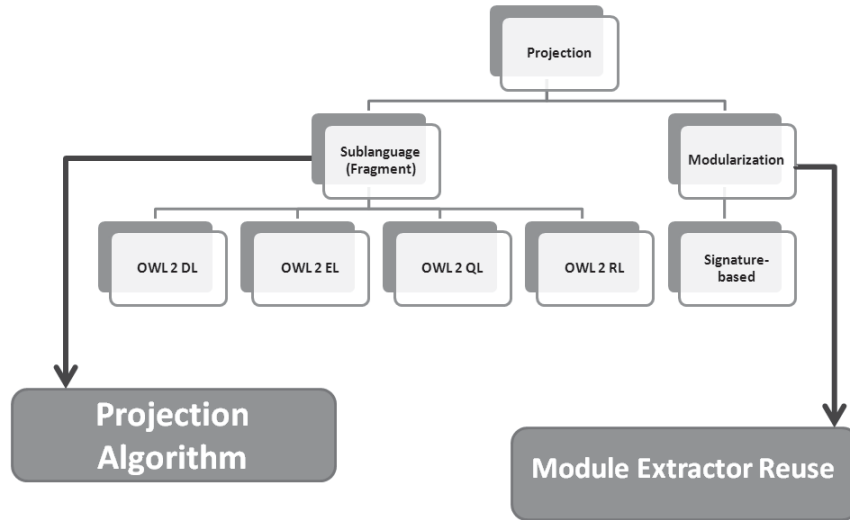 Projection
Sublanguage
(Fragment)
Modularization
OWL 2 DL
OWL 2 EL
OWL 2 QL
OWL 2 RL
Signature-
based
Projection
Algorithm
Module Extractor Reuse